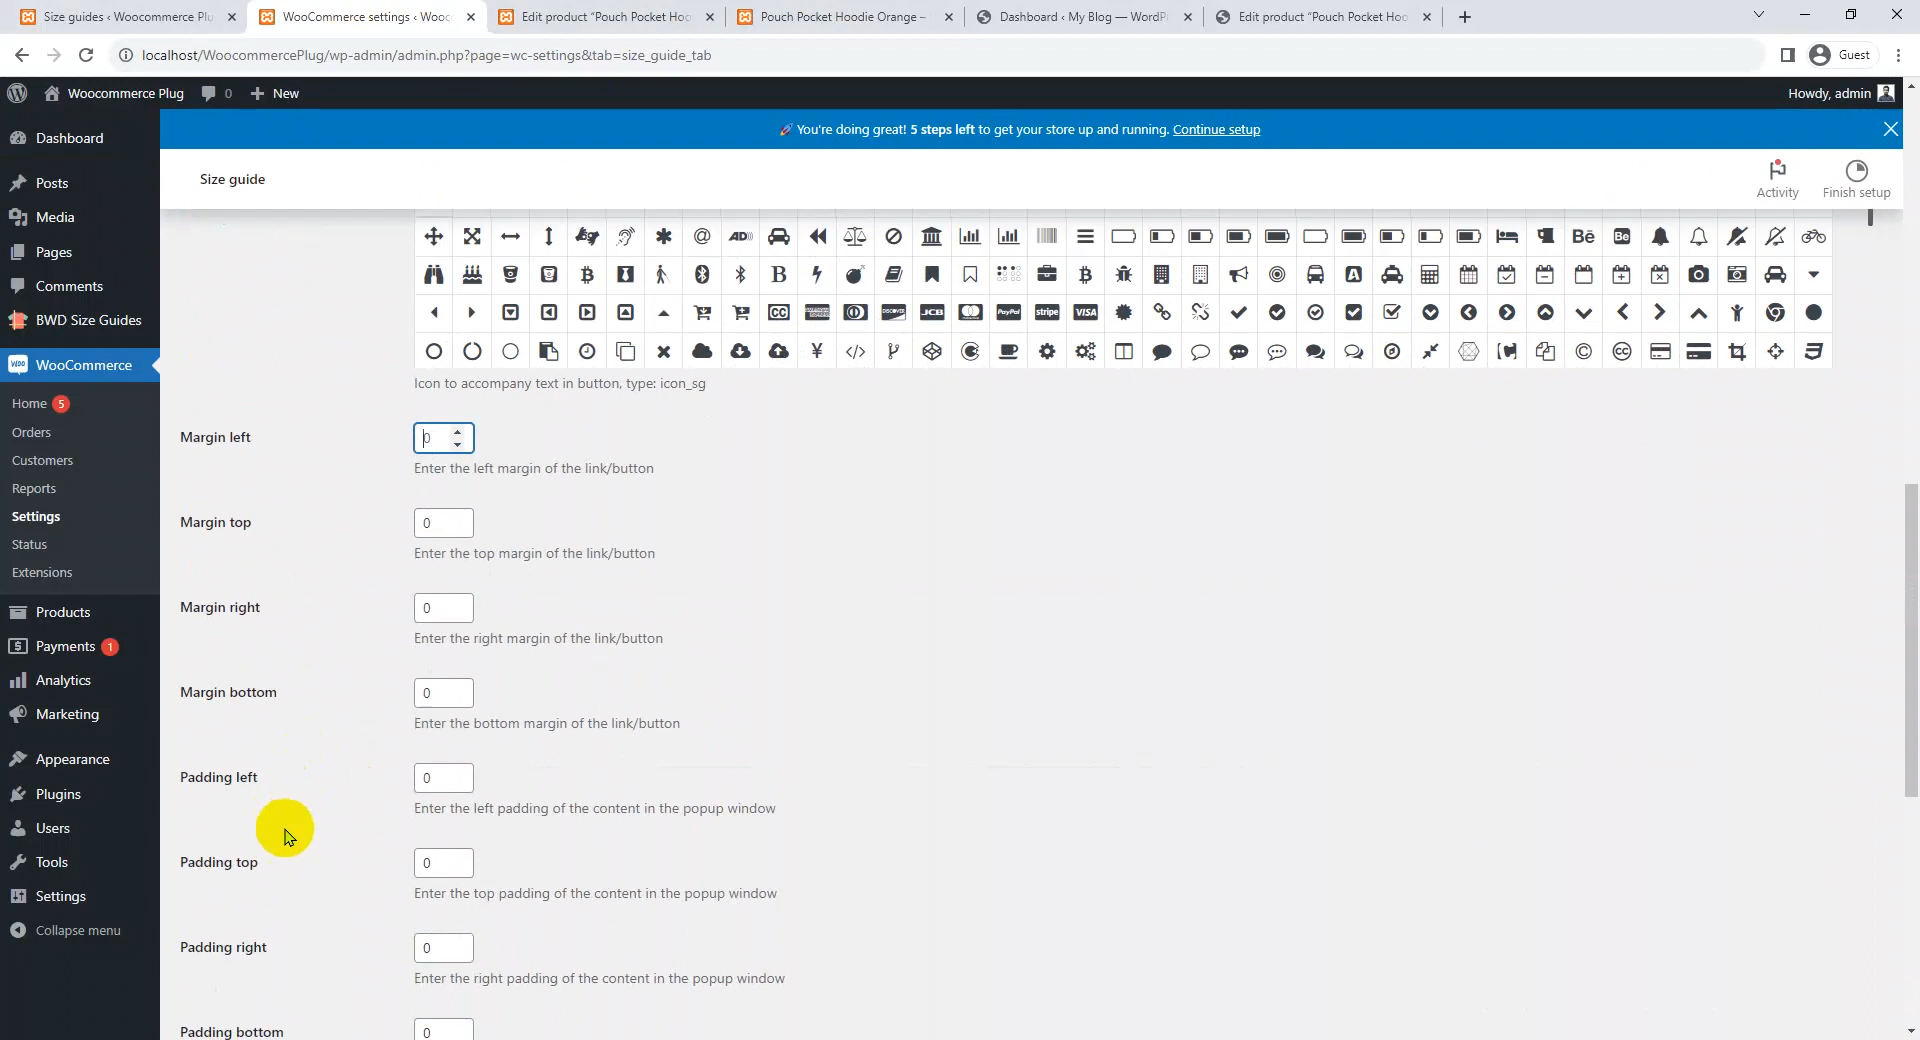 Size guides ‹ Woocommerce Plu
WooCommerce settings ‹ Wooc
Edit product "Pouch Pocket Hoo
Pouch Pocket Hoodie Orange –
Dashboard ‹ My Blog — WordP
Edit product "Pouch Pocket Hoo
localhost/WoocommercePlug/wp-admin/admin.php?page=wc-settings&tab=size_guide_tab
Guest
Woocommerce Plug
0
New
Howdy, admin
Dashboard
Posts
Media
Pages
Comments
BWD Size Guides
WooCommerce
Home 5
Orders
Customers
Reports
Settings
Status
Extensions
Products
Payments 1
Analytics
Marketing
Appearance
Plugins
Users
Tools
Settings
Collapse menu
🚀 You're doing great! 5 steps left to get your store up and running. Continue setup
Size guide
Activity
Finish setup
Icon to accompany text in button, type: icon_sg
Margin left
0
Enter the left margin of the link/button
Margin top
0
Enter the top margin of the link/button
Margin right
0
Enter the right margin of the link/button
Margin bottom
0
Enter the bottom margin of the link/button
Padding left
0
Enter the left padding of the content in the popup window
Padding top
0
Enter the top padding of the content in the popup window
Padding right
0
Enter the right padding of the content in the popup window
Padding bottom
0